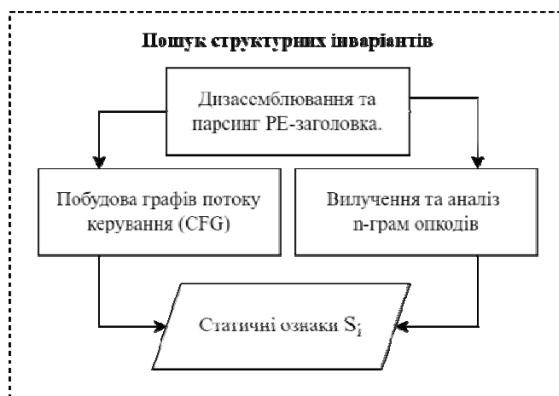 Пошук структурних інваріантів
Дизасемблювання та
парсинг PE-заголовка.
Побудова графів потоку
керування (CFG)
Вилучення та аналіз
n-грам опкодів
Статичні ознаки Sᵢ